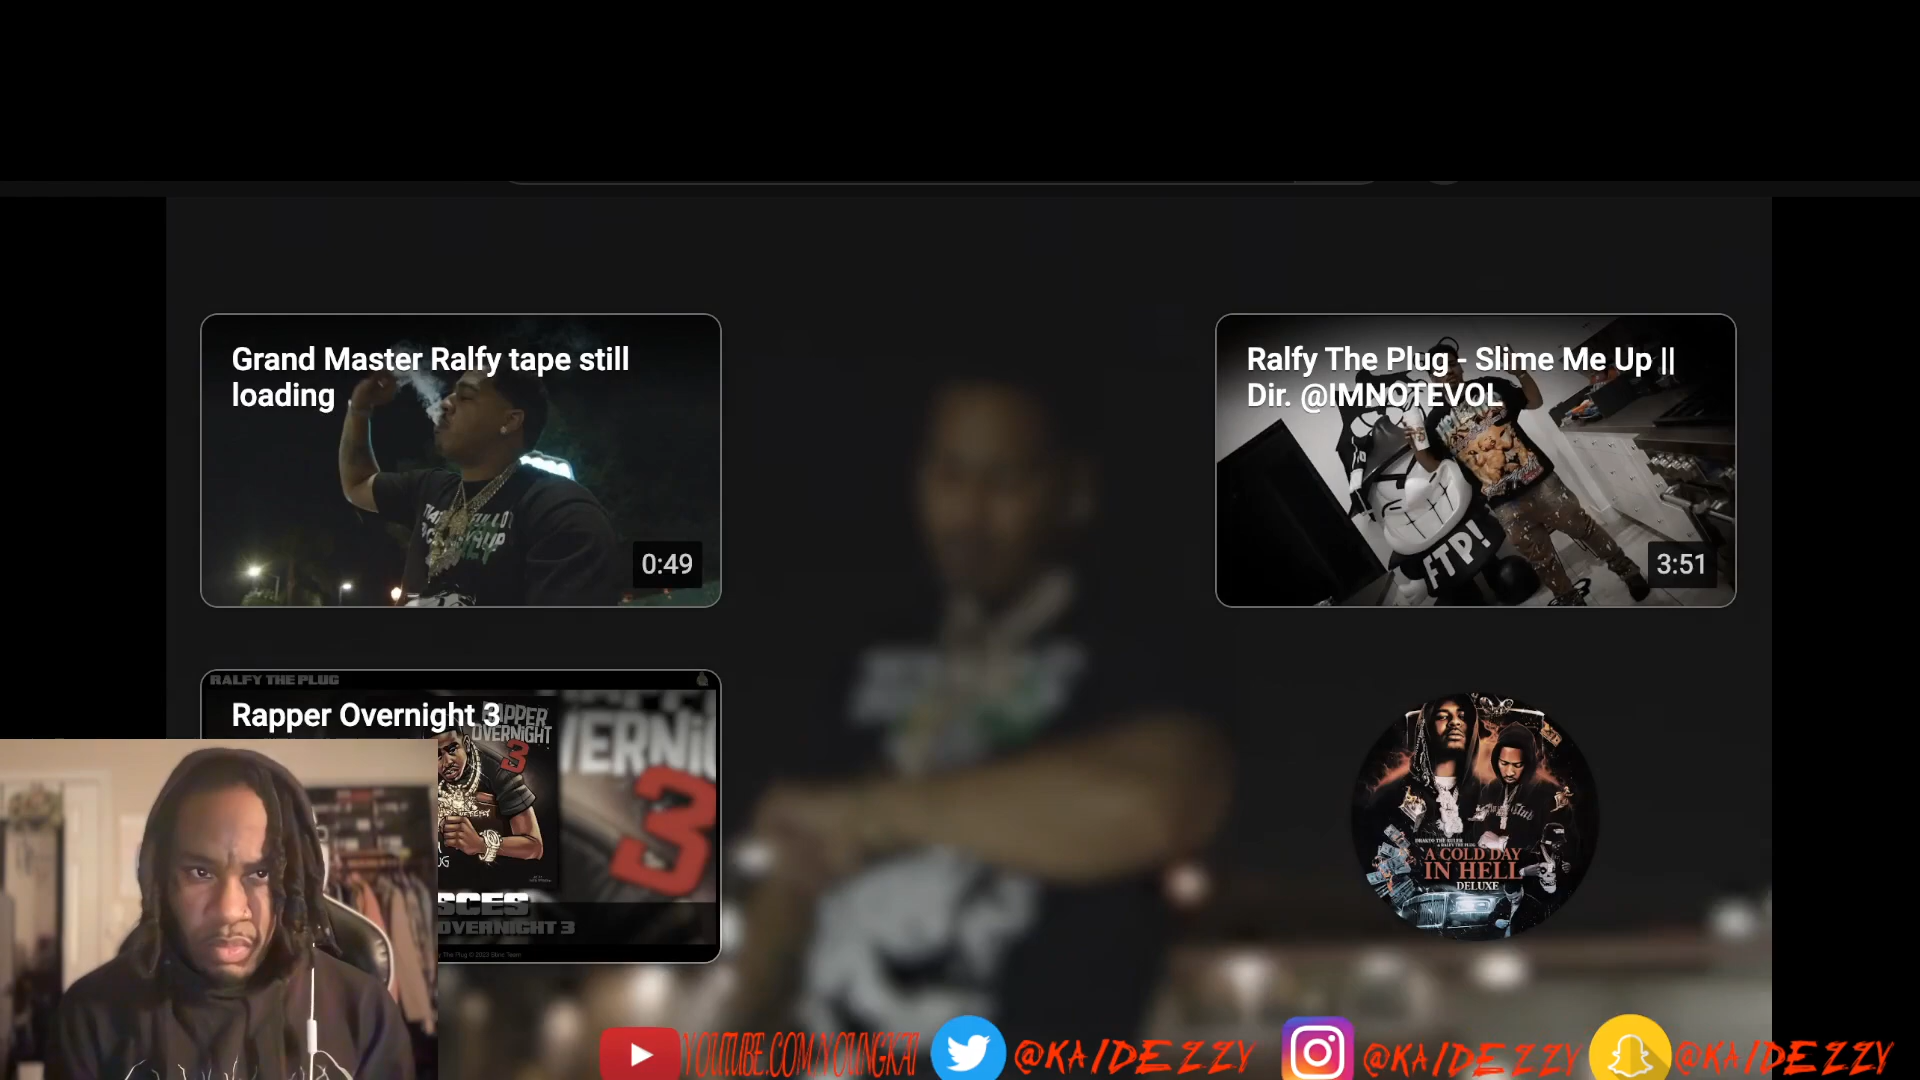 Grand Master Ralfy tape still
loading
0:49
Ralfy The Plug - Slime Me Up ||
Dir. @IMNOTEVOL
FTP!
3:51
RALFY THE PLUG
Rapper Overnight 3
RAPPER
OVERNIGHT
3
3
OVERNIGHT 3
A COLD DAY
IN HELL
DELUXE
YOUTUBE.COM/YOUNGKAI
@KAIDEZZY
@KAIDEZZY
@KAIDEZZY